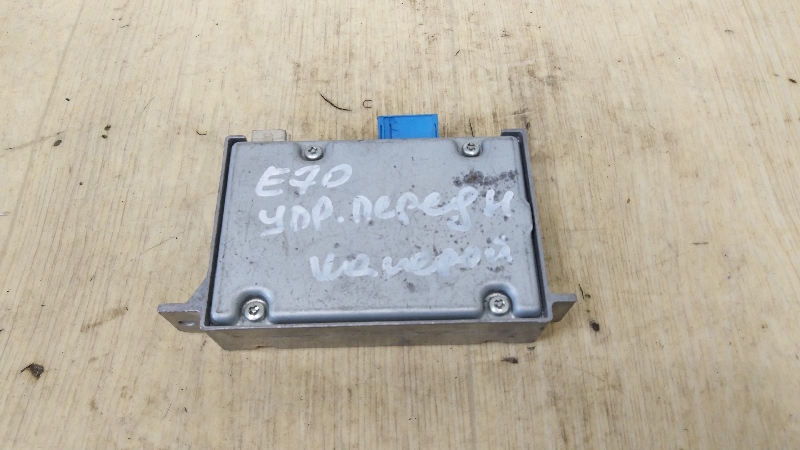 E70
упр. передн
камерой